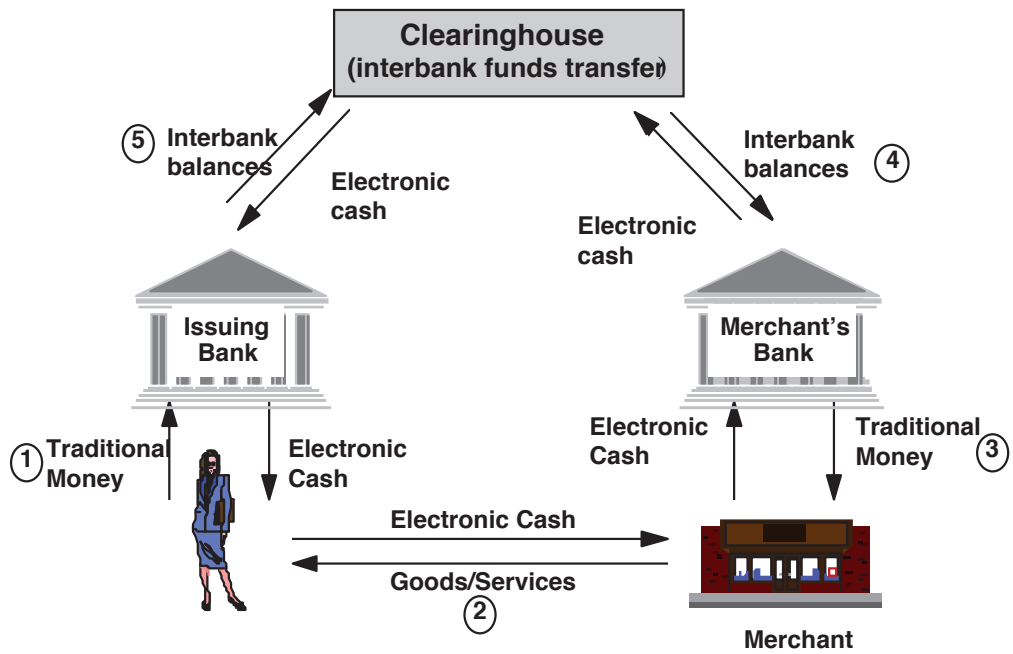 Clearinghouse
(interbank funds transfer)
5
Interbank
balances
Electronic
cash
Interbank
balances
4
Electronic
cash
Issuing
Bank
Merchant's
Bank
1
Traditional
Money
Electronic
Cash
Electronic
Cash
Traditional
Money
3
Electronic Cash
Goods/Services
2
Merchant